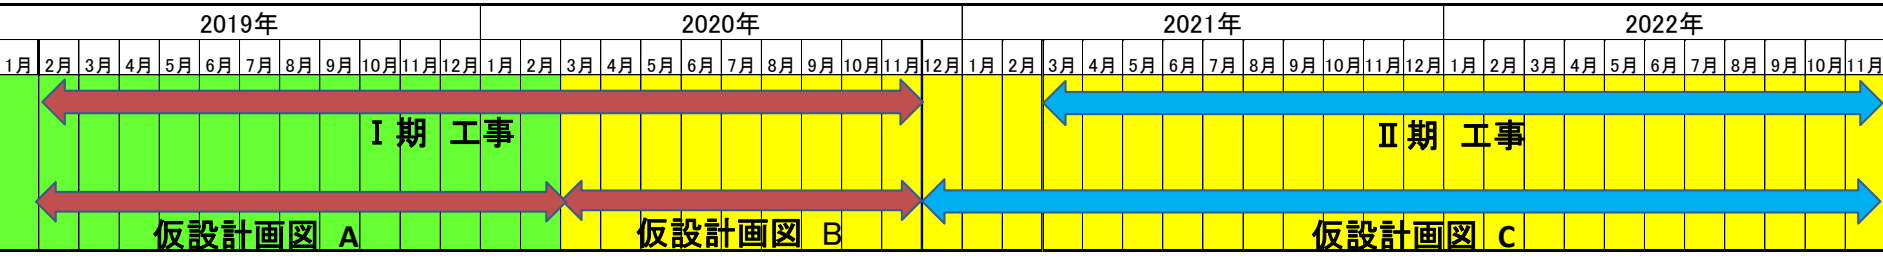 2019年 2020年 2021年 2022年
1月 2月 3月 4月 5月 6月 7月 8月 9月 10月 11月 12月 1月 2月 3月 4月 5月 6月 7月 8月 9月 10月 11月 12月 1月 2月 3月 4月 5月 6月 7月 8月 9月 10月 11月 12月 1月 2月 3月 4月 5月 6月 7月 8月 9月 10月 11月
Ⅰ期 工事 Ⅱ期 工事
仮設計画図 A 仮設計画図 B 仮設計画図 C